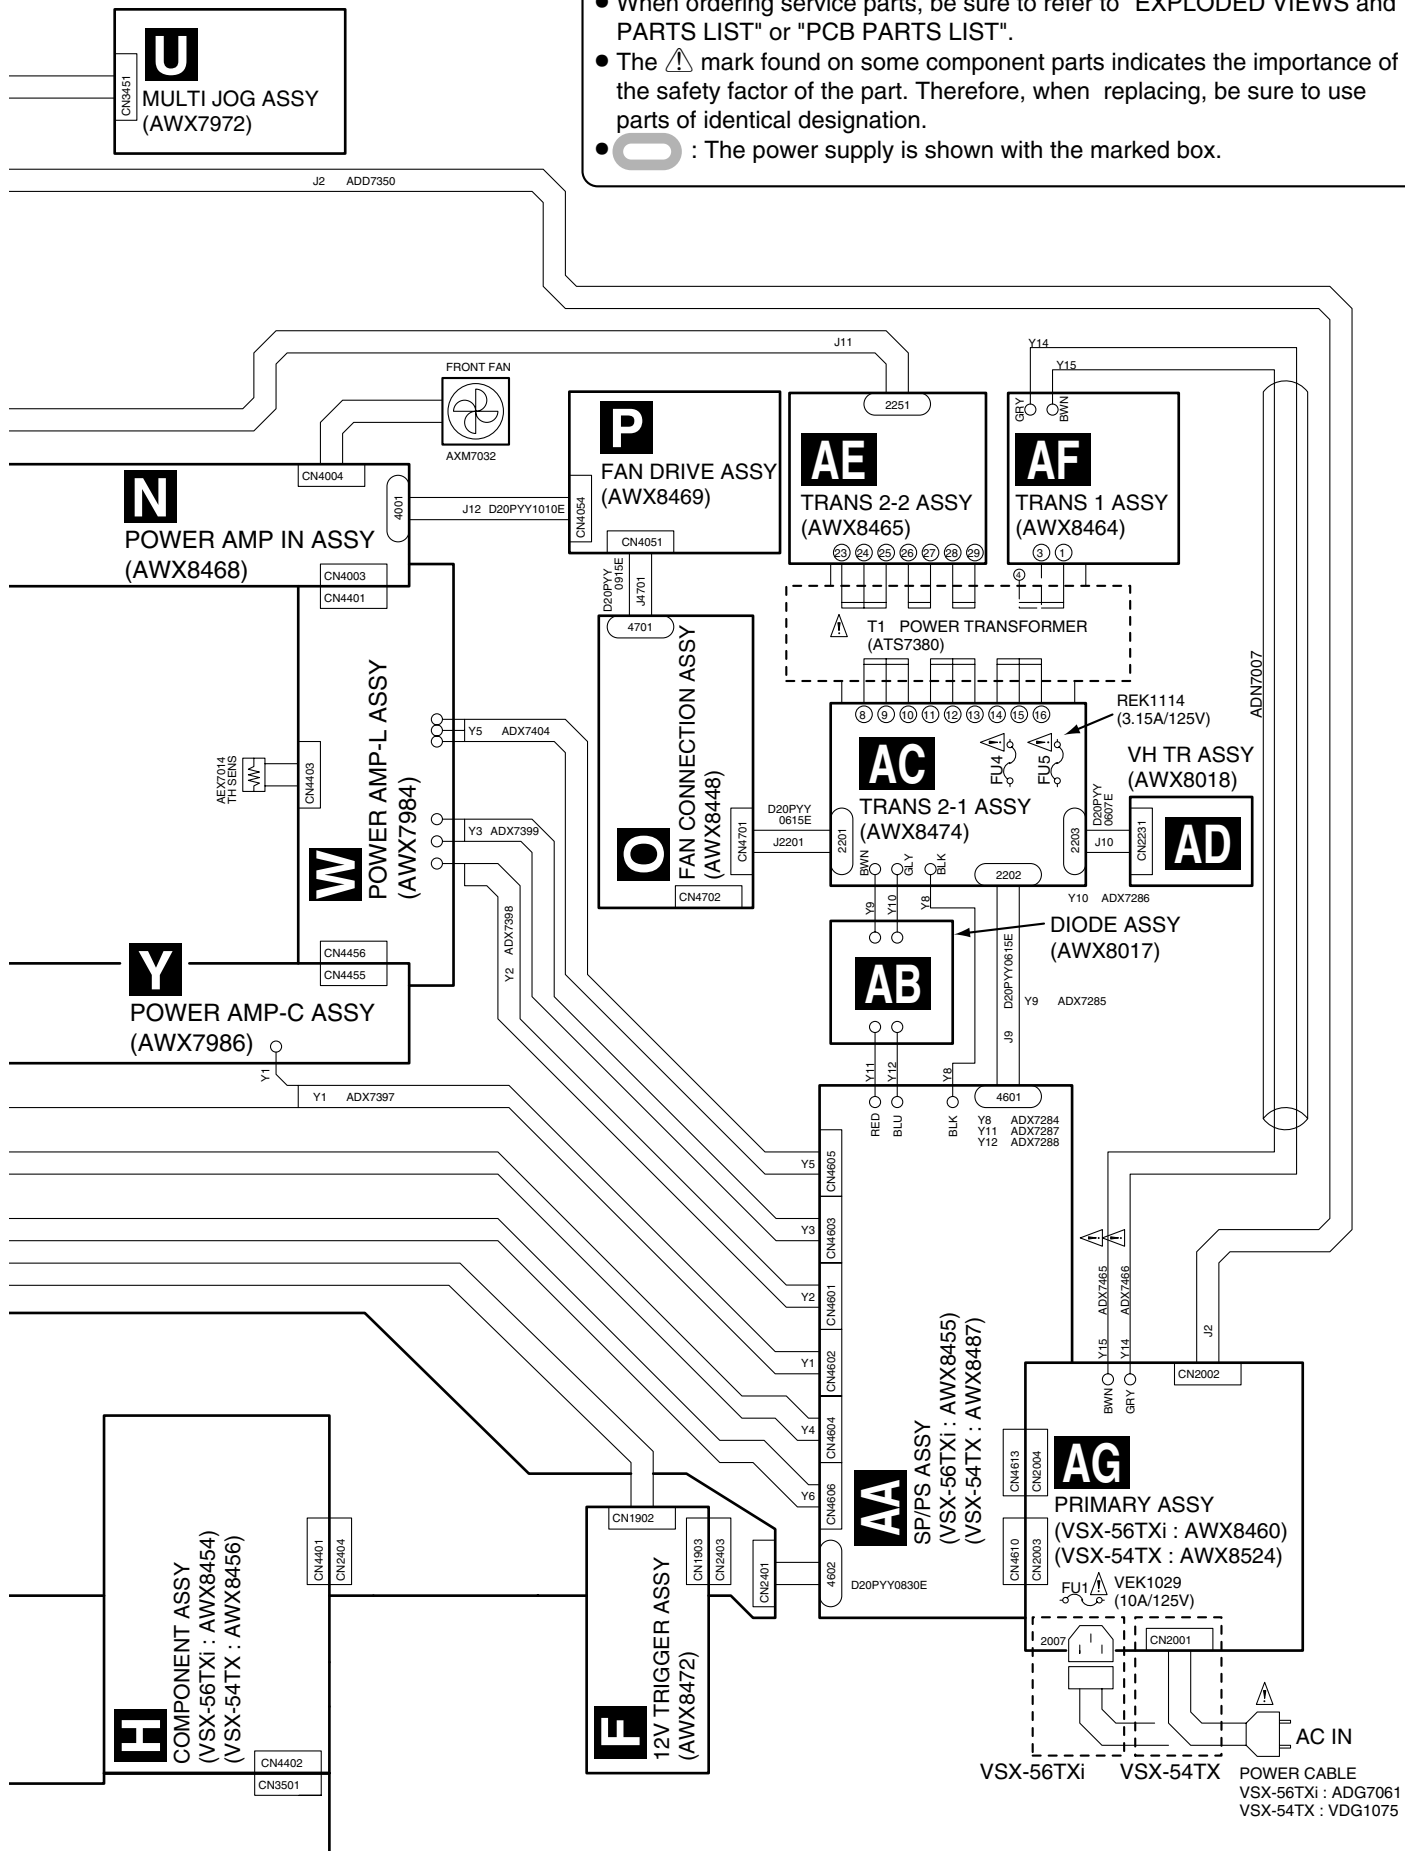 ● When ordering service parts, be sure to refer to "EXPLODED VIEWS and
PARTS LIST" or "PCB PARTS LIST".
● The ⚠ mark found on some component parts indicates the importance of
the safety factor of the part. Therefore, when replacing, be sure to use
parts of identical designation.
● : The power supply is shown with the marked box.
U
CN3451
MULTI JOG ASSY
(AWX7972)
J2 ADD7350
J11
Y14
Y15
FRONT FAN
AXM7032
CN4004
N
POWER AMP IN ASSY
(AWX8468)
4001
J12 D20PYY1010E
CN4054
P
FAN DRIVE ASSY
(AWX8469)
CN4051
2251
AE
TRANS 2-2 ASSY
(AWX8465)
23 24 25 26 27 28 29
GRY
BWN
AF
TRANS 1 ASSY
(AWX8464)
3 1
4
CN4003
CN4401
D20PYY
0915E
J4701
4701
⚠ T1 POWER TRANSFORMER
(ATS7380)
ADN7007
W
POWER AMP-L ASSY
(AWX7984)
AEX7014
TH SENS
CN4403
Y5 ADX7404
Y3 ADX7399
Y2 ADX7398
O
FAN CONNECTION ASSY
(AWX8448)
CN4701
CN4702
D20PYY
0615E
J2201
8 9 10 11 12 13 14 15 16
AC
TRANS 2-1 ASSY
(AWX8474)
FU4
FU5
REK1114
(3.15A/125V)
2201
2203
2202
BWN
GLY
BLK
D20PYY
0607E
J10
VH TR ASSY
(AWX8018)
CN2231
AD
Y10 ADX7286
Y9
Y10
Y8
DIODE ASSY
(AWX8017)
AB
D20PYY0615E
J9
Y9 ADX7285
CN4456
CN4455
Y
POWER AMP-C ASSY
(AWX7986)
Y1
Y1 ADX7397
Y11
Y12
Y8
RED
BLU
BLK
4601
Y8 ADX7284
Y11 ADX7287
Y12 ADX7288
Y5
CN4605
Y3
CN4603
Y2
CN4601
Y1
CN4602
Y4
CN4604
Y6
CN4606
AA
SP/PS ASSY
(VSX-56TXi : AWX8455)
(VSX-54TX : AWX8487)
ADX7465
ADX7466
Y15
Y14
J2
BWN
GRY
CN2002
CN4613
CN2004
CN4610
CN2003
AG
PRIMARY ASSY
(VSX-56TXi : AWX8460)
(VSX-54TX : AWX8524)
FU1 ⚠ VEK1029
(10A/125V)
2007
CN2001
AC IN
VSX-56TXi
VSX-54TX
POWER CABLE
VSX-56TXi : ADG7061
VSX-54TX : VDG1075
4602
D20PYY0830E
CN2401
CN1902
CN1903
CN2403
F
12V TRIGGER ASSY
(AWX8472)
CN4401
CN2404
H
COMPONENT ASSY
(VSX-56TXi : AWX8454)
(VSX-54TX : AWX8456)
CN4402
CN3501